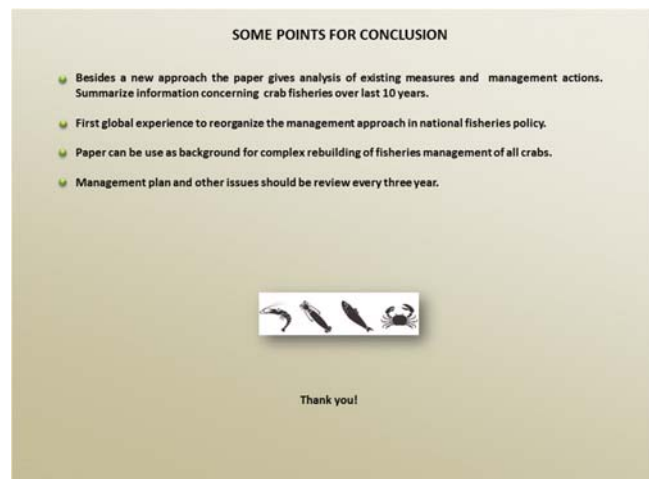 SOME POINTS FOR CONCLUSION
Besides a new approach the paper gives analysis of existing measures and management actions.
Summarize information concerning crab fisheries over last 10 years.
First global experience to reorganize the management approach in national fisheries policy.
Paper can be use as background for complex rebuilding of fisheries management of all crabs.
Management plan and other issues should be review every three year.
Thank you!